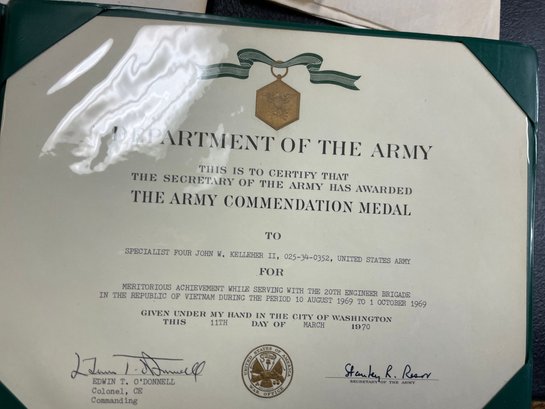 DEPARTMENT OF THE ARMY
THIS IS TO CERTIFY THAT
THE SECRETARY OF THE ARMY HAS AWARDED
THE ARMY COMMENDATION MEDAL
TO
SPECIALIST FOUR JOHN W. KELLEHER II, 025-34-0352, UNITED STATES ARMY
FOR
MERITORIOUS ACHIEVEMENT WHILE SERVING WITH THE 20TH ENGINEER BRIGADE
IN THE REPUBLIC OF VIETNAM DURING THE PERIOD 10 AUGUST 1969 TO 1 OCTOBER 1969
GIVEN UNDER MY HAND IN THE CITY OF WASHINGTON
THIS 11TH DAY OF MARCH 1970
EDWIN T. O'DONNELL
Colonel, CE
Commanding
Stanley R. Resor
SECRETARY OF THE ARMY